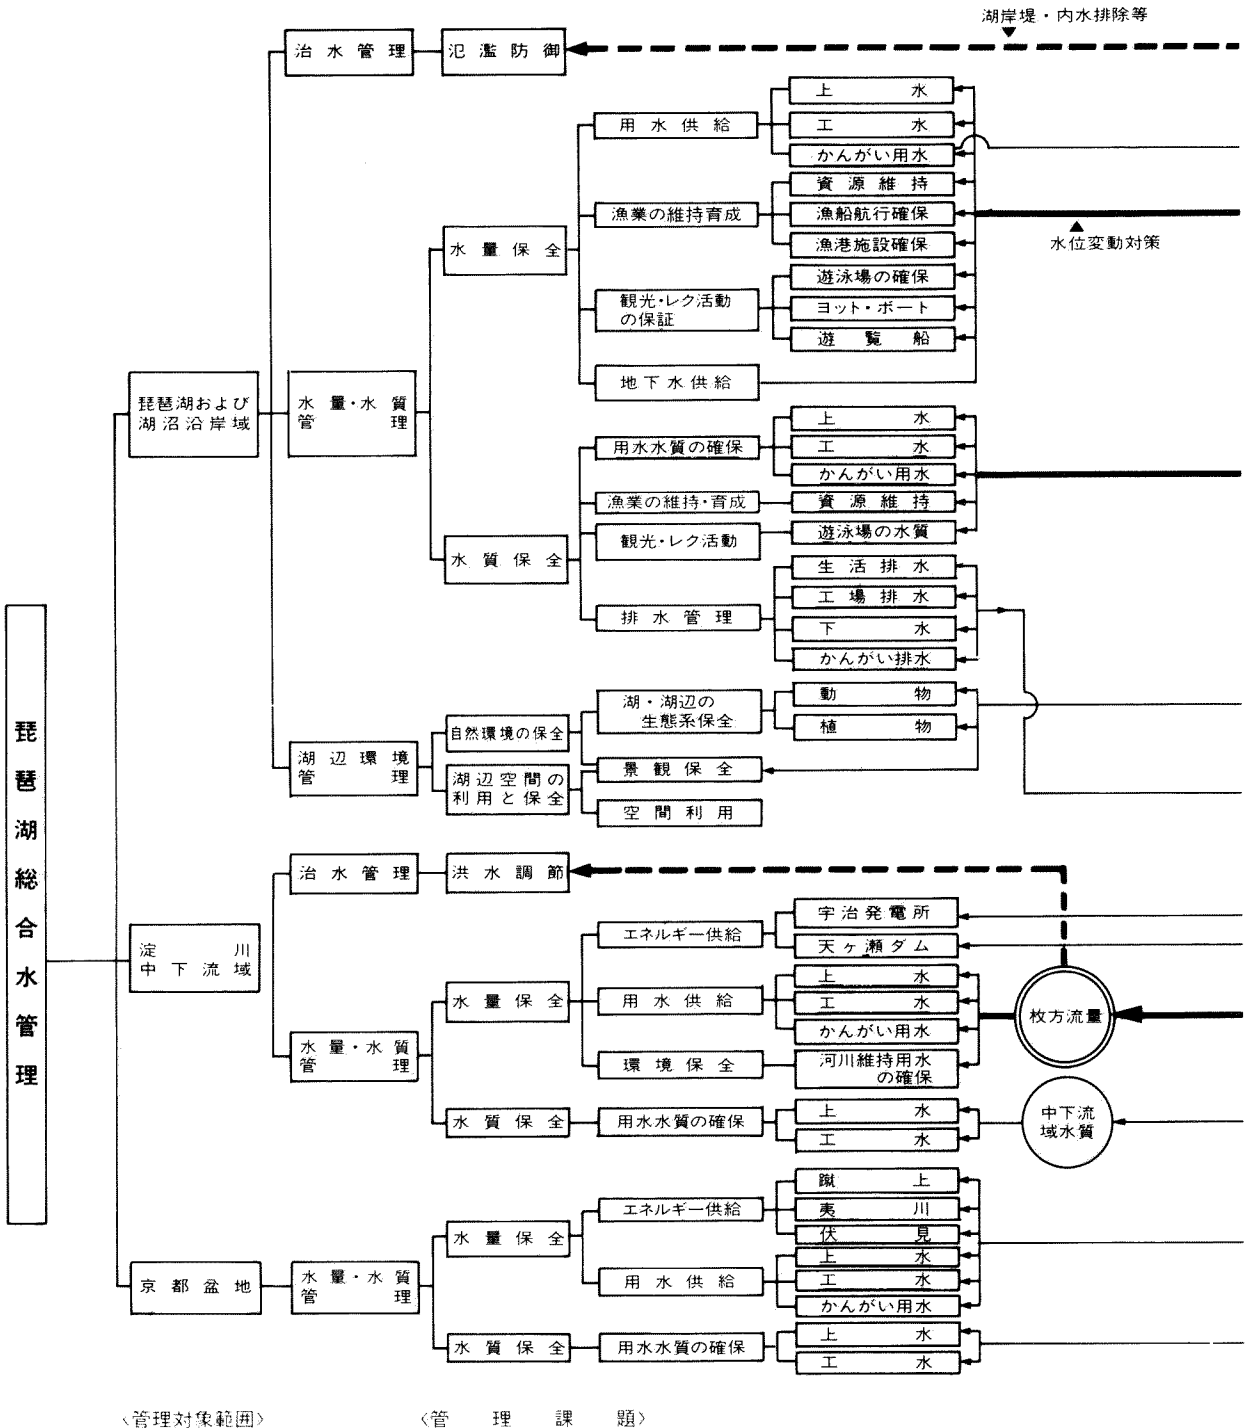 湖岸堤・内水排除等
治水管理
氾濫防御
上水
用水供給
工水
かんがい用水
資源維持
漁業の維持育成
漁船航行確保
水位変動対策
漁港施設確保
水量保全
遊泳場の確保
観光・レク活動
の保証
ヨット・ボート
遊覧船
地下水供給
琵琶湖および
湖沼沿岸域
水量・水質
管理
上水
用水水質の確保
工水
かんがい用水
漁業の維持・育成
資源維持
水質保全
観光・レク活動
遊泳場の水質
生活排水
工場排水
排水管理
下水
かんがい排水
琵琶湖総合水管理
湖・湖辺の
生態系保全
動物
植物
自然環境の保全
湖辺環境
管理
景観保全
湖辺空間の
利用と保全
空間利用
治水管理
洪水調節
淀川
中下流域
エネルギー供給
宇治発電所
天ヶ瀬ダム
水量保全
用水供給
上水
工水
かんがい用水
枚方流量
水量・水質
管理
環境保全
河川維持用水
の確保
水質保全
用水水質の確保
上水
工水
中下流
域水質
蹴上
エネルギー供給
夷川
伏見
水量保全
上水
用水供給
工水
かんがい用水
京都盆地
水量・水質
管理
水質保全
用水水質の確保
上水
工水
〈管理対象範囲〉
〈管理課題〉